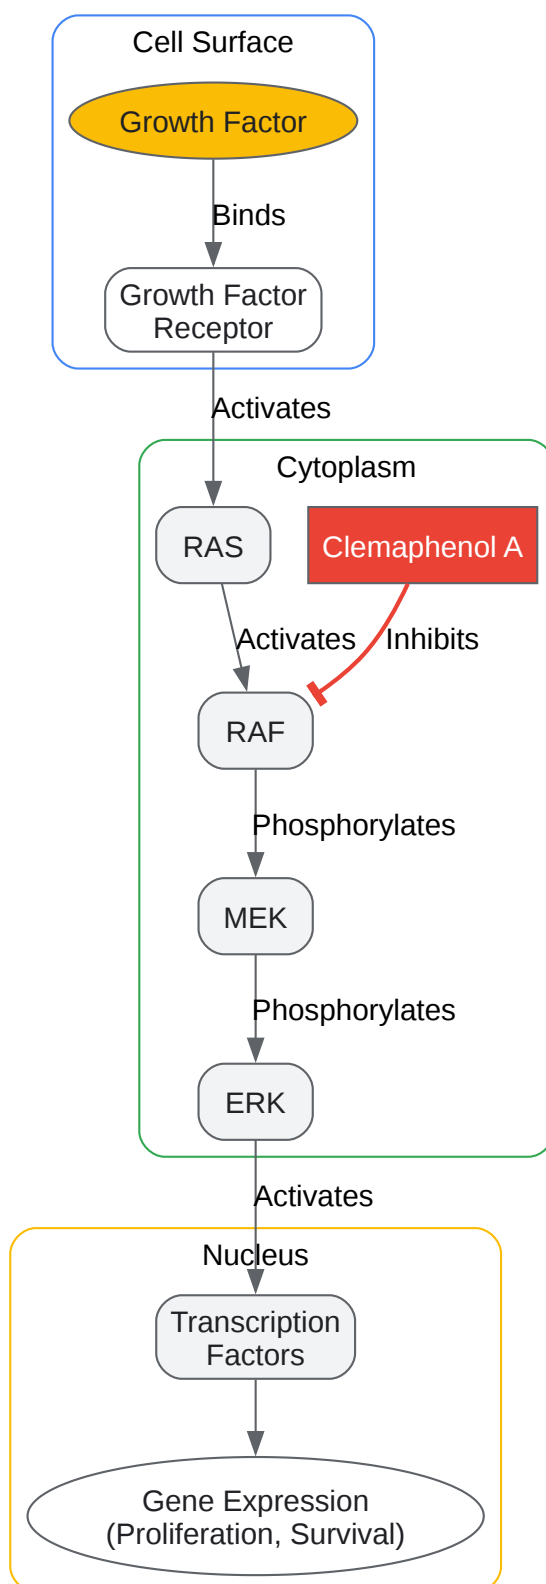 Cell Surface
Growth Factor
Binds
Growth Factor
Receptor
Activates
Cytoplasm
RAS
Clemaphenol A
Activates
Inhibits
RAF
Phosphorylates
MEK
Phosphorylates
ERK
Activates
Nucleus
Transcription
Factors
Gene Expression
(Proliferation, Survival)